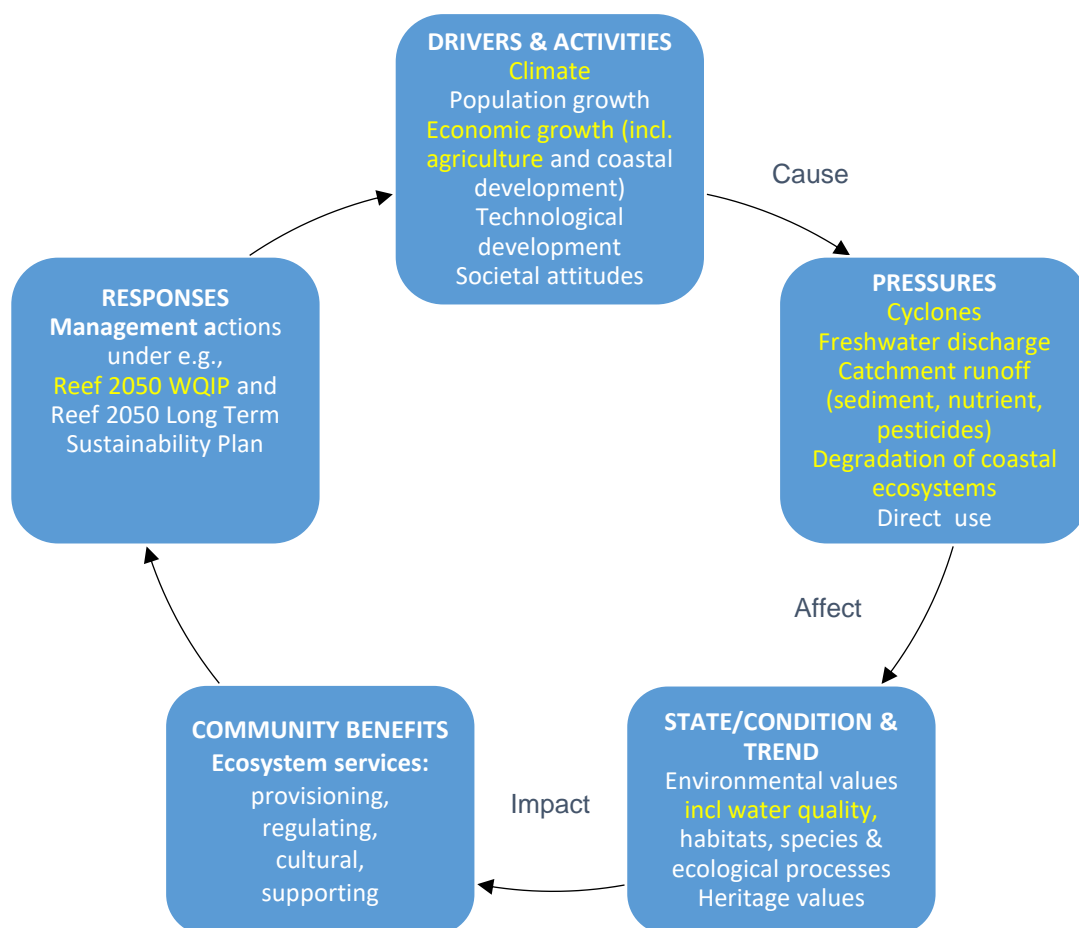 DRIVERS & ACTIVITIES
Climate
Population growth
Economic growth (incl.
agriculture and coastal
development)
Technological
development
Societal attitudes
Cause
PRESSURES
Cyclones
Freshwater discharge
Catchment runoff
(sediment, nutrient,
pesticides)
Degradation of coastal
ecosystems
Direct use
Affect
STATE/CONDITION &
TREND
Environmental values
incl water quality,
habitats, species &
ecological processes
Heritage values
Impact
COMMUNITY BENEFITS
Ecosystem services:
provisioning,
regulating,
cultural,
supporting
RESPONSES
Management actions
under e.g.,
Reef 2050 WQIP and
Reef 2050 Long Term
Sustainability Plan